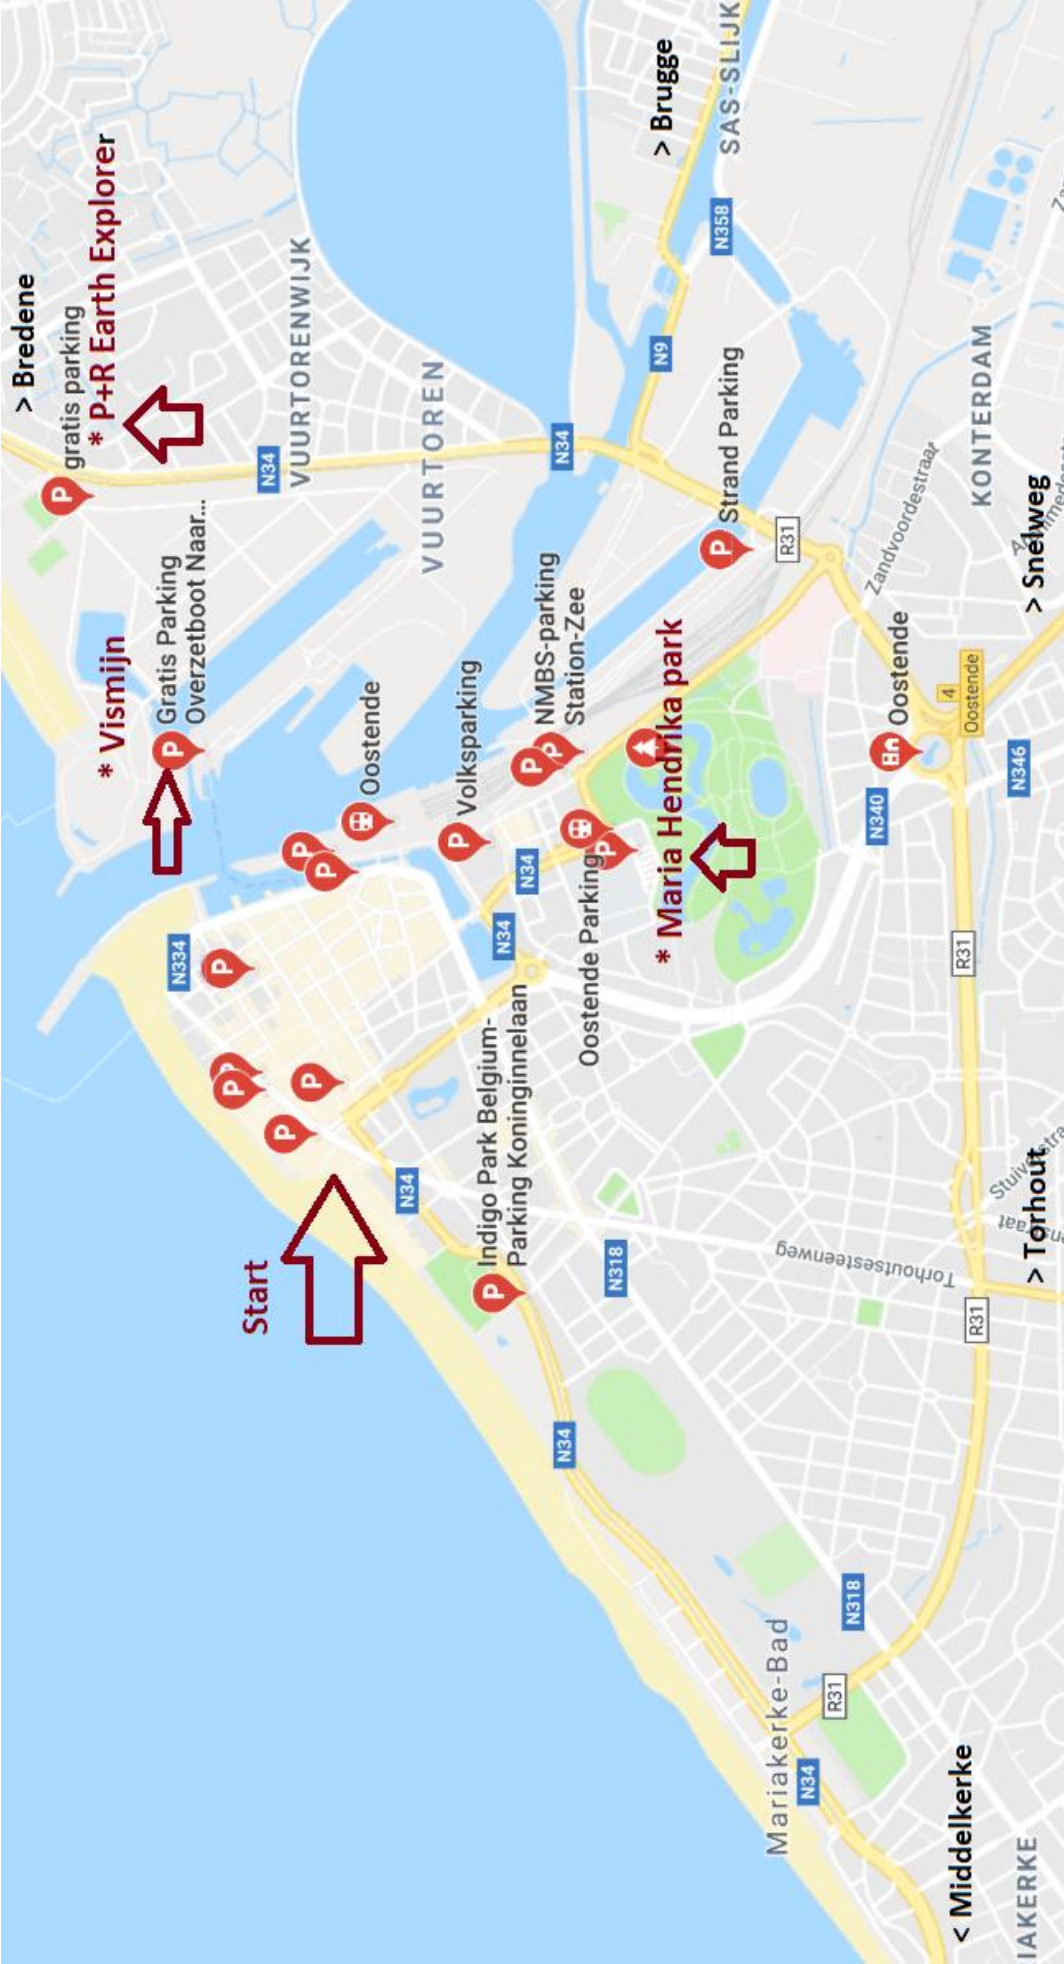 > Bredene
gratis parking
* P+R Earth Explorer
* Vismijn
Gratis Parking
Overzetboot Naar...
N34
VUURTORENWIJK
VUURTOREN
> Brugge
SAS-SLIJK
N358
N9
N34
Oostende
Volksparking
NMBS-parking
Station-Zee
Strand Parking
R31
N334
N34
N34
* Maria Hendrika park
Oostende Parking
Zandvoordestraat
KONTERDAM
Oostende
4
Oostende
> Snelweg
N340
N346
Start
N34
Indigo Park Belgium-
Parking Koninginnelaan
N318
Torhoutsesteenweg
R31
> Torhout
R31
N34
N318
Mariakerke-Bad
R31
N34
< Middelkerke
IAKERKE